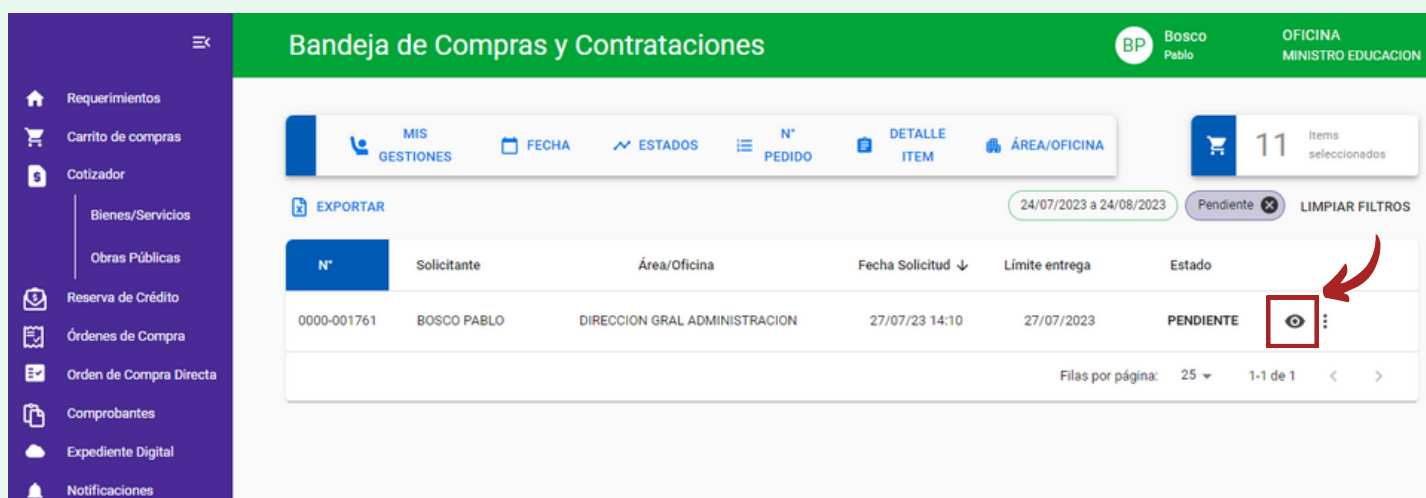 Bandeja de Compras y Contrataciones
BP
Bosco
Pablo
OFICINA
MINISTRO EDUCACION
Requerimientos
Carrito de compras
Cotizador
Bienes/Servicios
Obras Públicas
Reserva de Crédito
Órdenes de Compra
Orden de Compra Directa
Comprobantes
Expediente Digital
Notificaciones
MIS
GESTIONES
FECHA
ESTADOS
N°
PEDIDO
DETALLE
ITEM
ÁREA/OFICINA
11
Items
seleccionados
EXPORTAR
24/07/2023 a 24/08/2023
Pendiente
LIMPIAR FILTROS
N° Solicitante Área/Oficina Fecha Solicitud Límite entrega Estado
0000-001761 BOSCO PABLO DIRECCION GRAL ADMINISTRACION 27/07/23 14:10 27/07/2023 PENDIENTE
Filas por página: 25 1-1 de 1